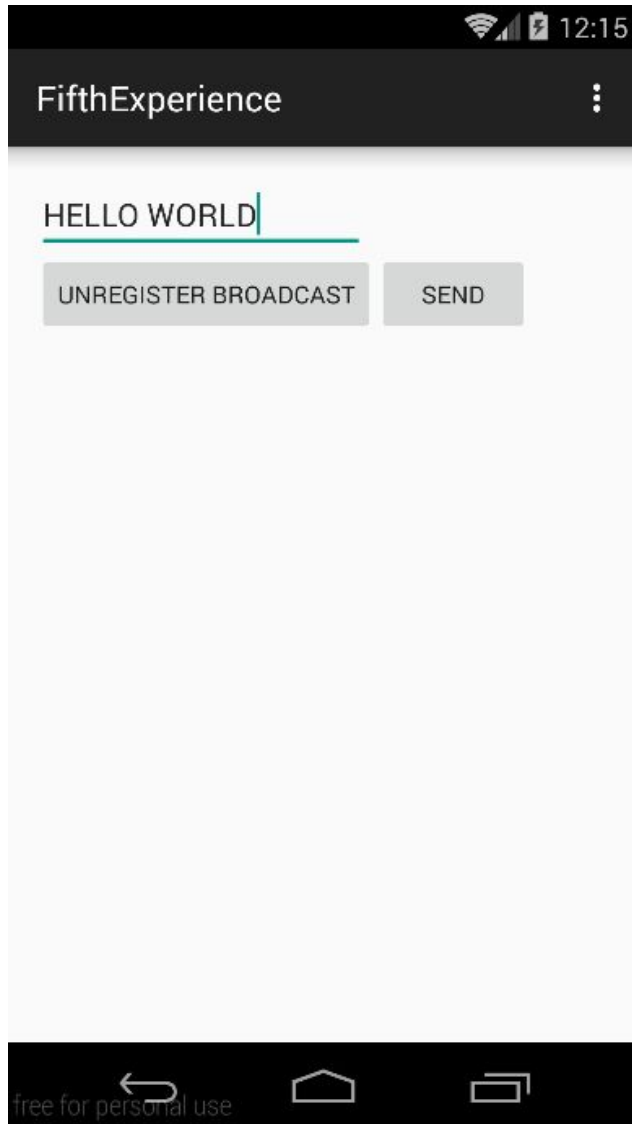 12:15
FifthExperience
HELLO WORLD
UNREGISTER BROADCAST SEND
free for personal use